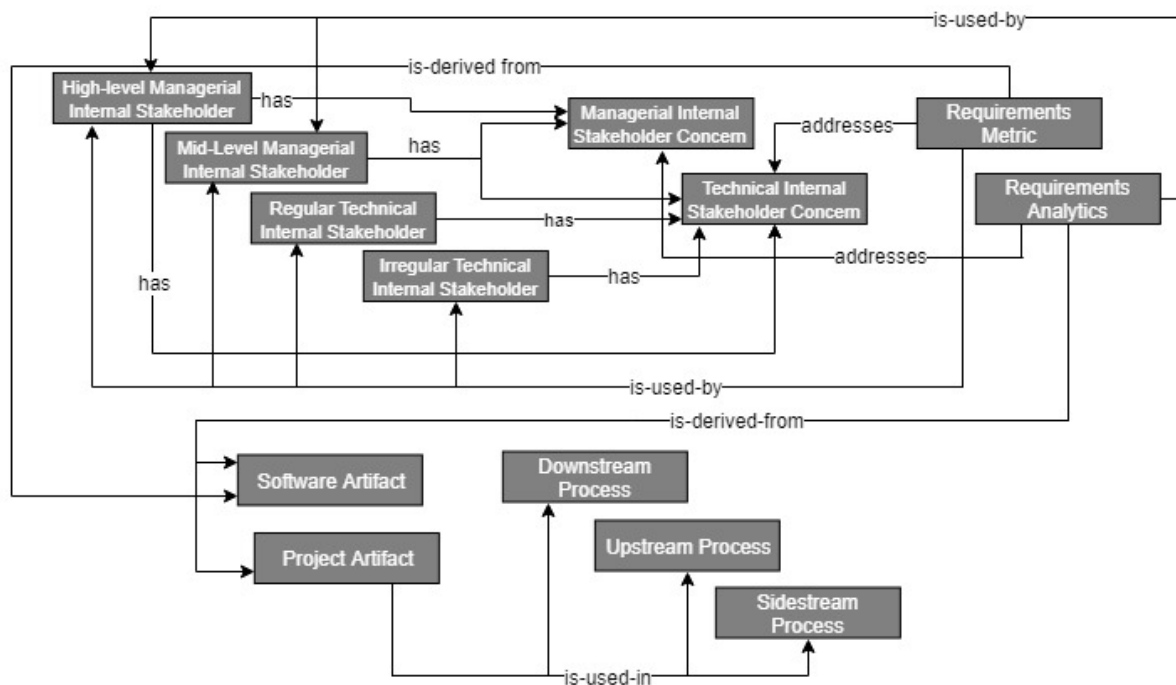 is-used-by
is-derived from
High-level Managerial
Internal Stakeholder
has
Managerial Internal
Stakeholder Concern
Requirements
Metric
addresses
Mid-Level Managerial
Internal Stakeholder
has
Technical Internal
Stakeholder Concern
Requirements
Analytics
Regular Technical
Internal Stakeholder
has
addresses
Irregular Technical
Internal Stakeholder
has
has
is-used-by
is-derived-from
Software Artifact
Downstream
Process
Project Artifact
Upstream Process
Sidestream
Process
is-used-in